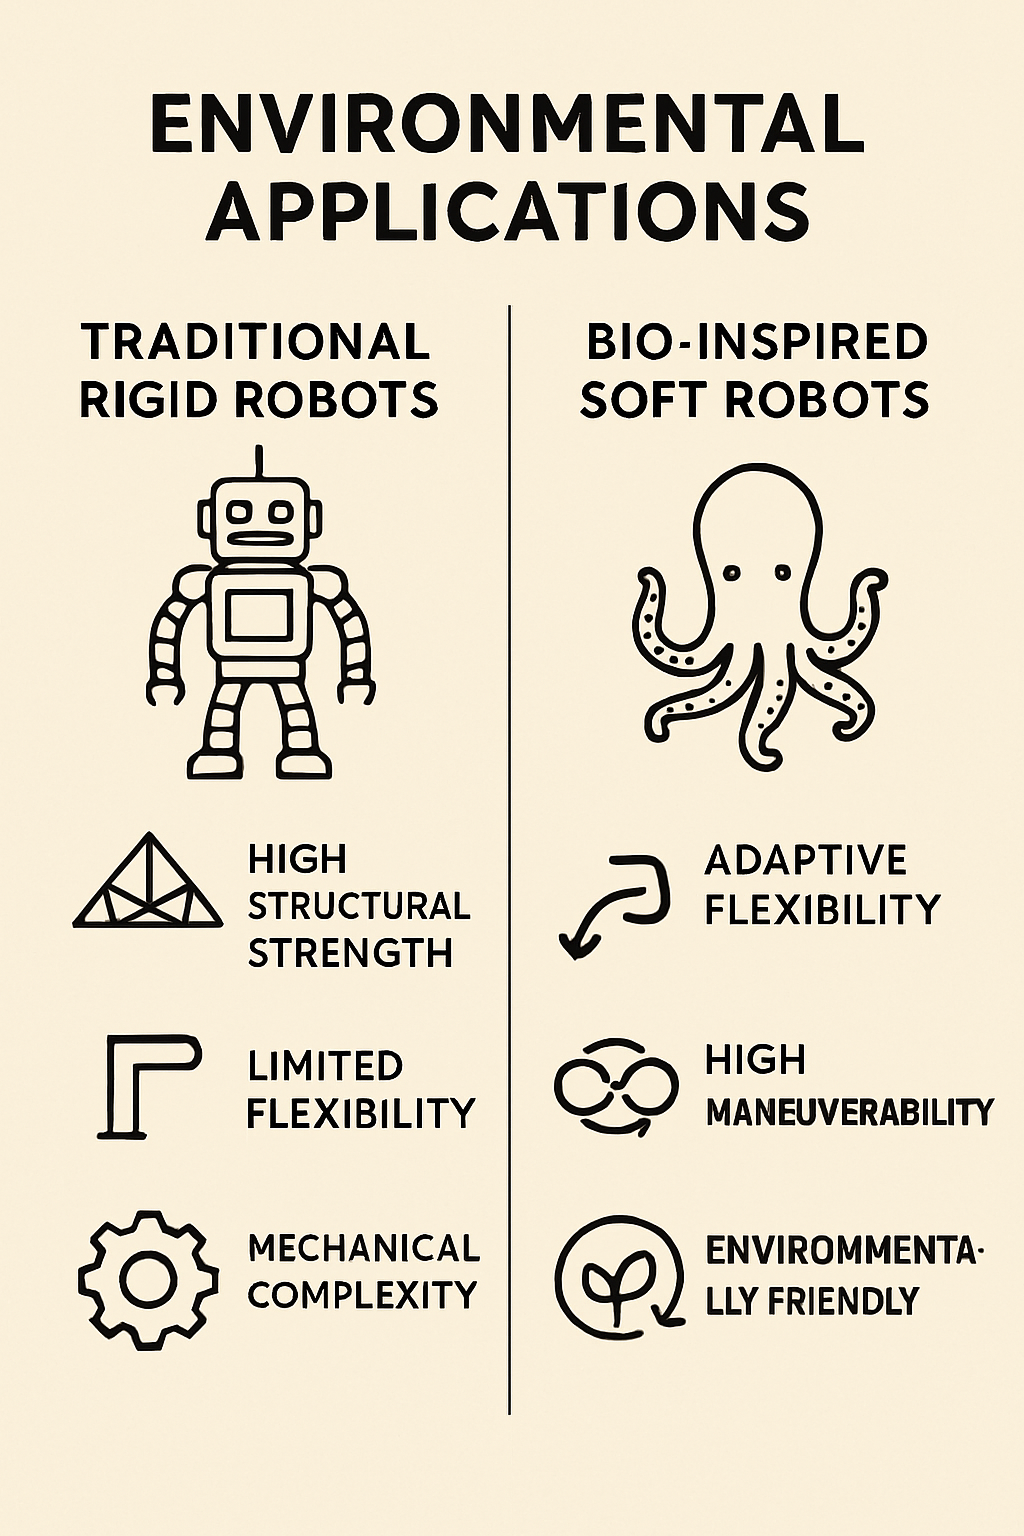 ENVIRONMENTAL
APPLICATIONS
TRADITIONAL
RIGID ROBOTS
HIGH
STRUCTURAL
STRENGTH
LIMITED
FLEXIBILITY
MECHANICAL
COMPLEXITY
BIO-INSPIRED
SOFT ROBOTS
ADAPTIVE
FLEXIBILITY
HIGH
MANEUVERABILITY
ENVIROMMENTA-
LLY FRIENDLY